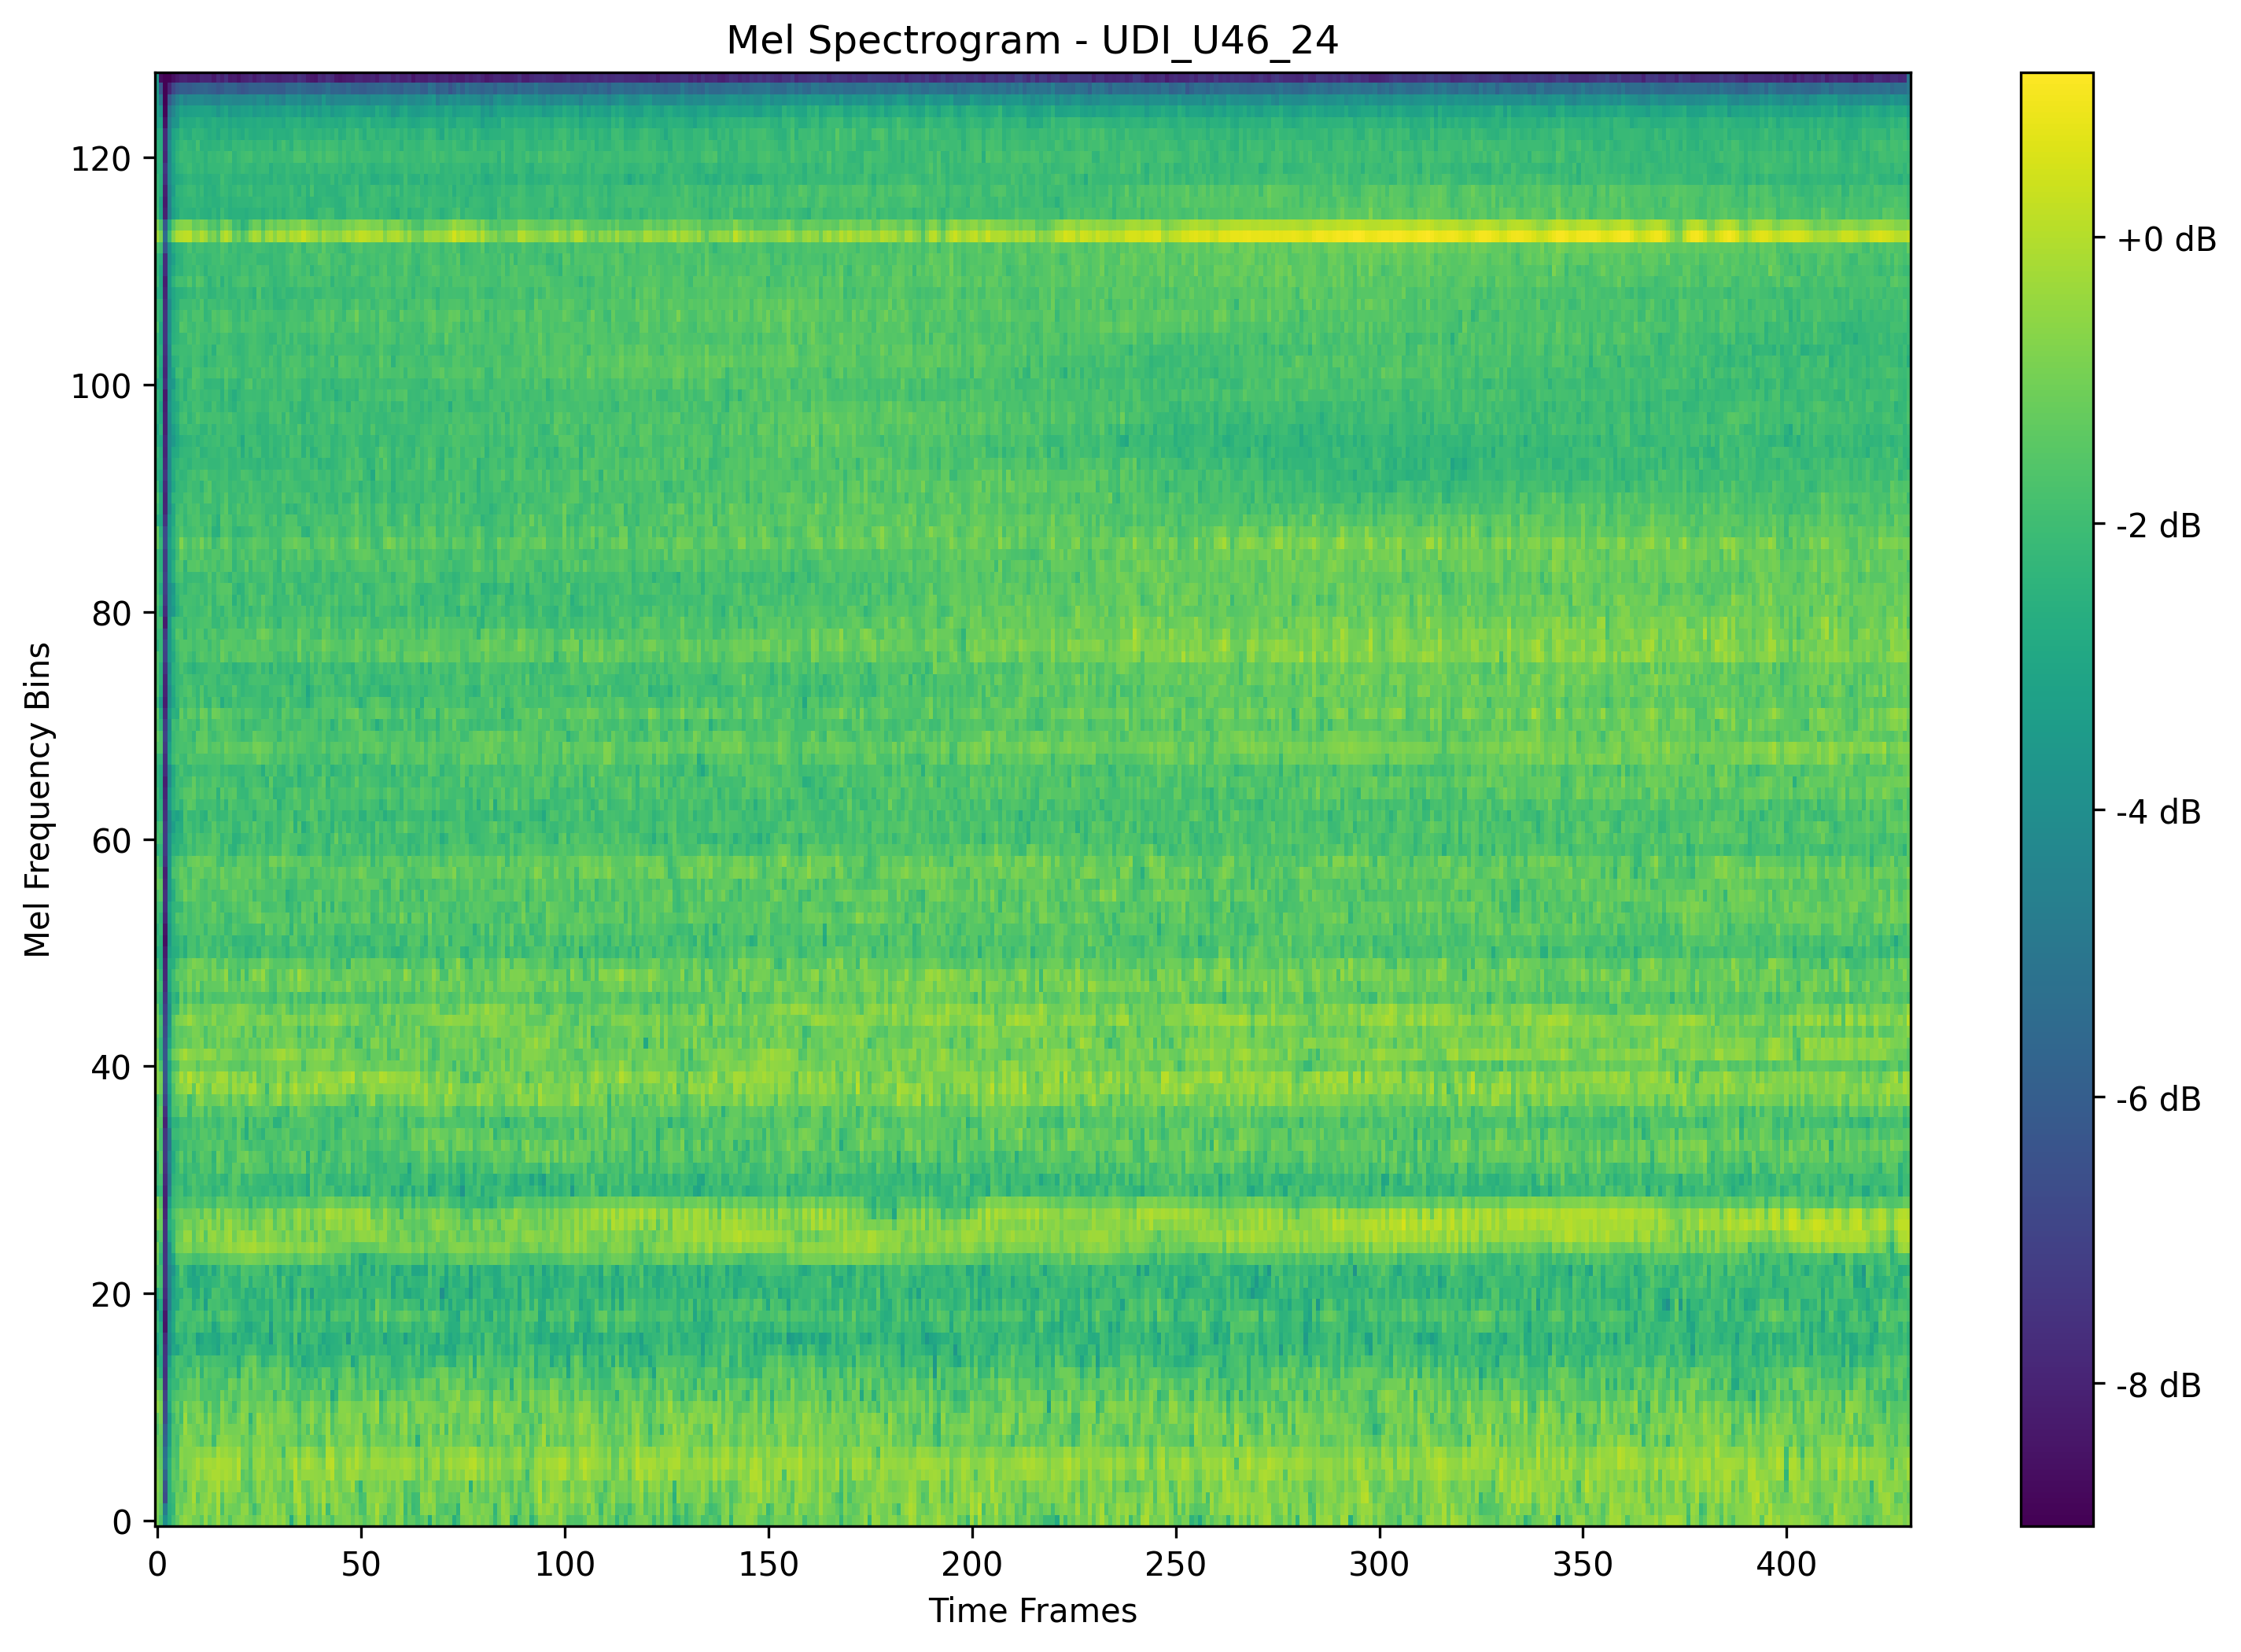 Mel Spectrogram - UDI_U46_24
Mel Frequency Bins
120
100
80
60
40
20
0
0 50 100 150 200 250 300 350 400
Time Frames
+0 dB
-2 dB
-4 dB
-6 dB
-8 dB